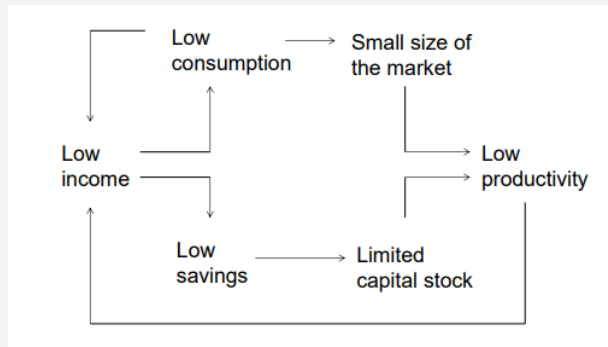 Low
consumption
Small size of
the market
Low
income
Low
productivity
Low
savings
Limited
capital stock